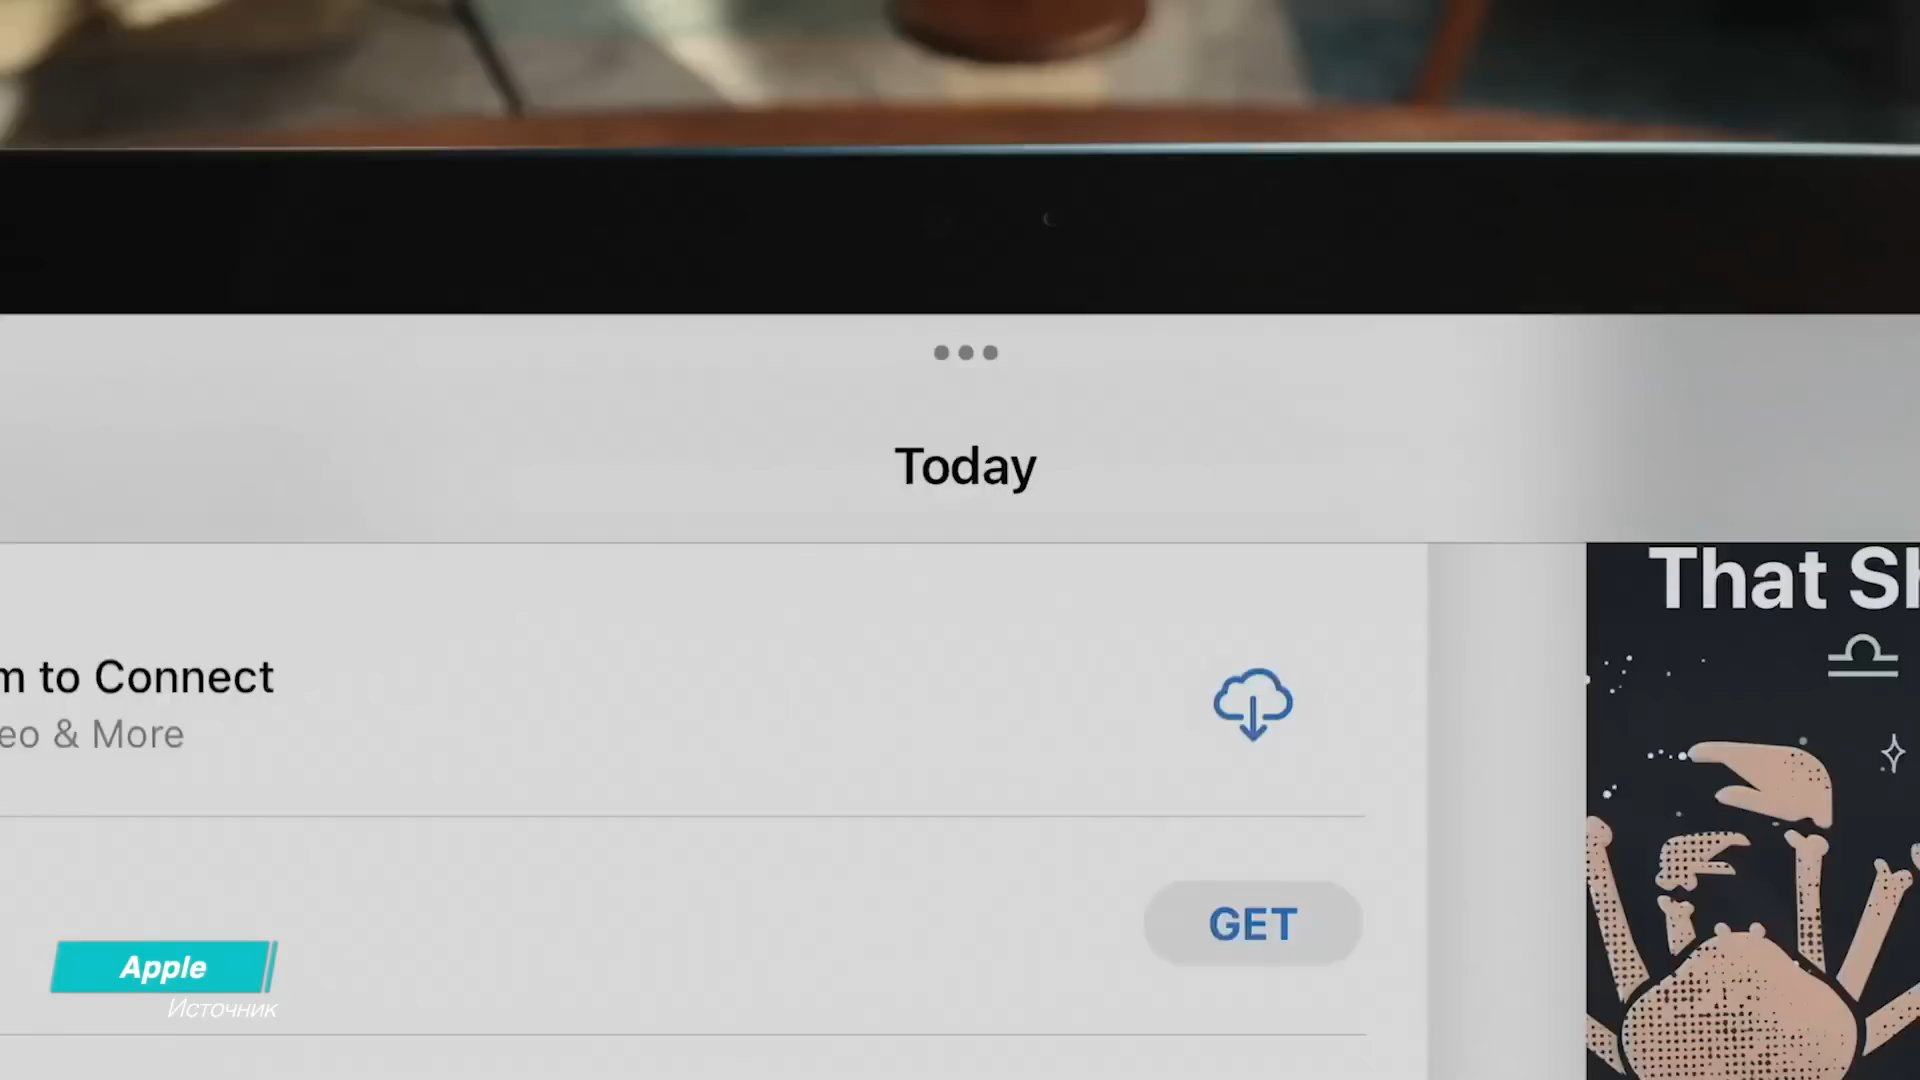 Today
That Sh
m to Connect
eo & More
GET
Apple
Источник